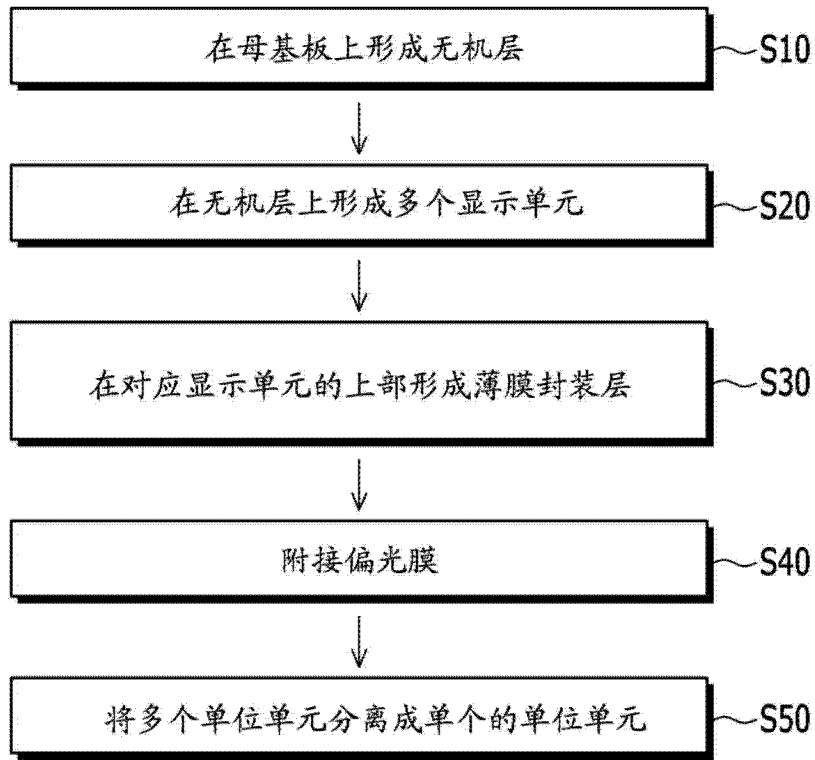 在母基板上形成无机层 S10
在无机层上形成多个显示单元 S20
在对应显示单元的上部形成薄膜封装层 S30
附接偏光膜 S40
将多个单位单元分离成单个的单位单元 S50